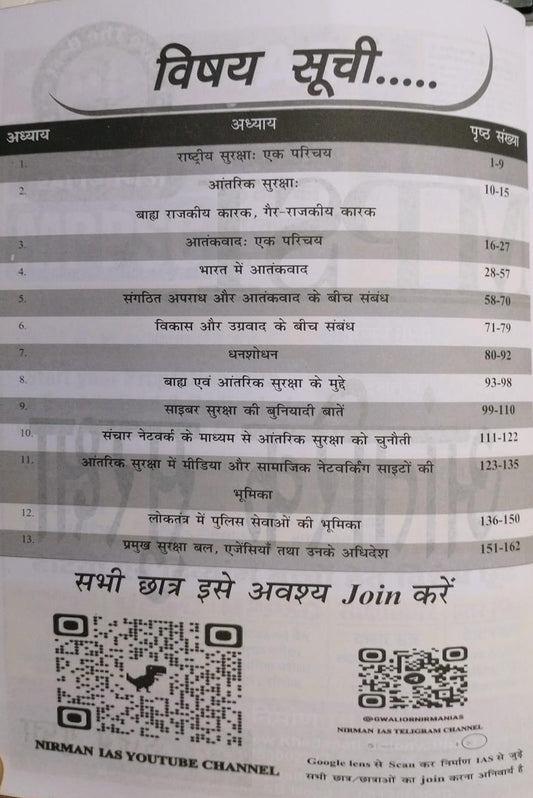 विषय सूची.....
अध्याय अध्याय पृष्ठ संख्या
1. राष्ट्रीय सुरक्षाः एक परिचय 1-9
2. आंतरिक सुरक्षाः 10-15
बाह्य राजकीय कारक, गैर-राजकीय कारक
3. आतंकवादः एक परिचय 16-27
4. भारत में आतंकवाद 28-57
5. संगठित अपराध और आतंकवाद के बीच संबंध 58-70
6. विकास और उग्रवाद के बीच संबंध 71-79
7. धनशोधन 80-92
8. बाह्य एवं आंतरिक सुरक्षा के मुद्दे 93-98
9. साइबर सुरक्षा की बुनियादी बातें 99-110
10. संचार नेटवर्क के माध्यम से आंतरिक सुरक्षा को चुनौती 111-122
11. आंतरिक सुरक्षा में मीडिया और सामाजिक नेटवर्किंग साइटों की 123-135
भूमिका
12. लोकतंत्र में पुलिस सेवाओं की भूमिका 136-150
13. प्रमुख सुरक्षा बल, एजेंसियाँ तथा उनके अधिदेश 151-162
सभी छात्र इसे अवश्य Join करें
@GWALIORNIRMANIAS
NIRMAN IAS TELIGRAM CHANNEL
NIRMAN IAS YOUTUBE CHANNEL
Google lens से Scan कर निर्माण IAS से जुड़े
सभी छात्र/छात्राओं का join करना अनिवार्य है